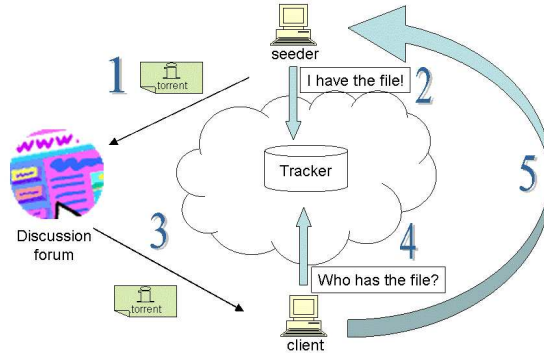 seeder
1
torrent
I have the file!
2
www.
Tracker
5
3
4
Discussion
forum
Who has the file?
torrent
client